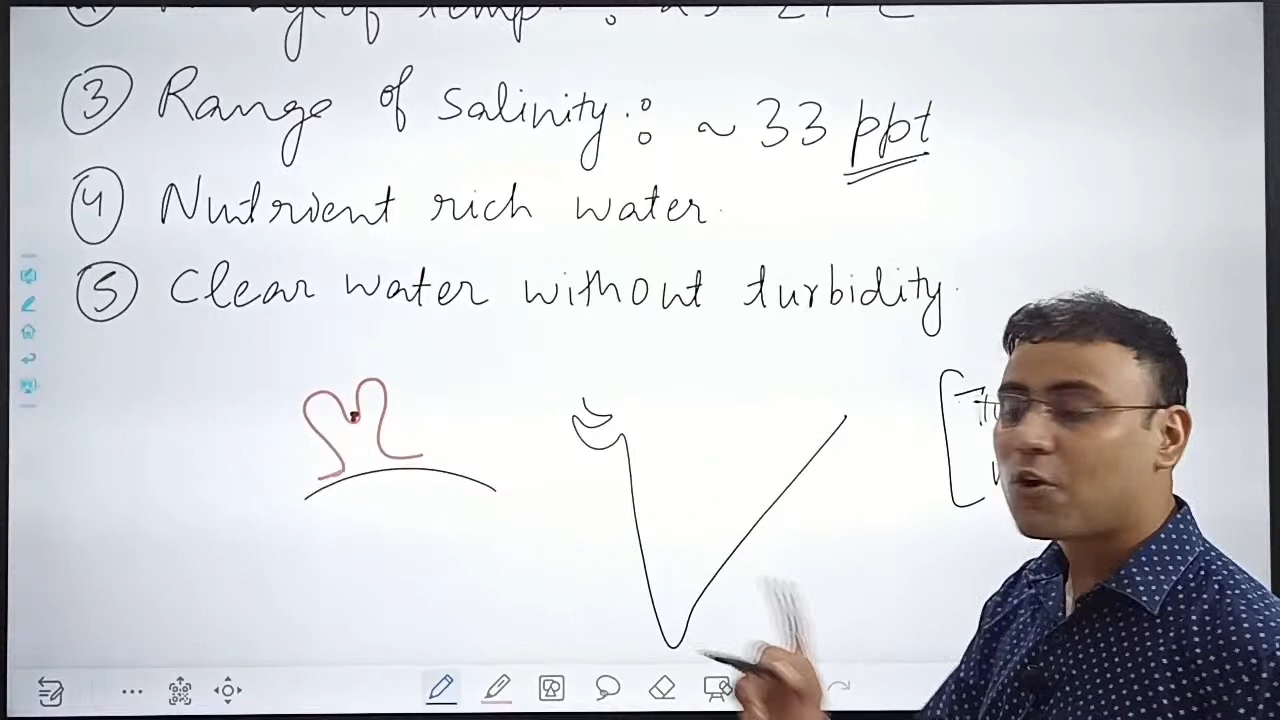 ③ Range of salinity : ~ 33 ppt
④ Nutrient rich water.
⑤ Clear water without turbidity.